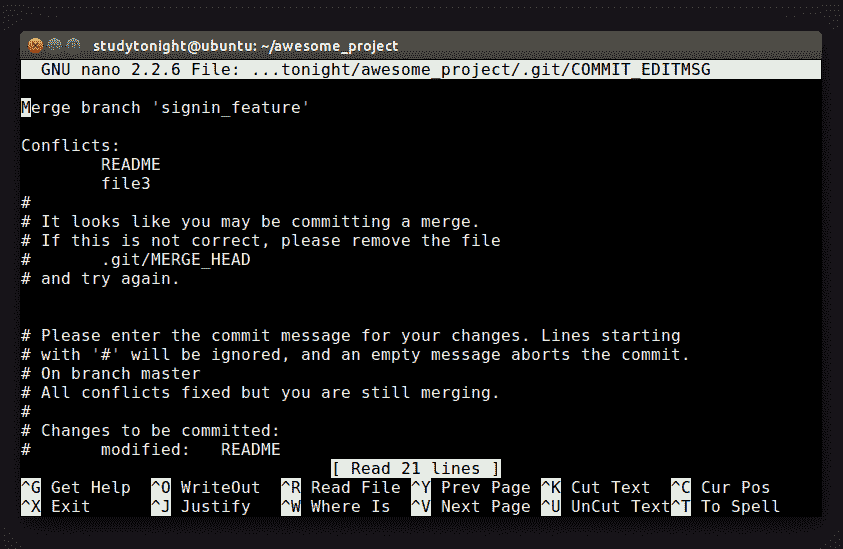 studytonight@ubuntu: ~/awesome_project
GNU nano 2.2.6 File: ...tonight/awesome_project/.git/COMMIT_EDITMSG
Merge branch 'signin_feature'
Conflicts:
README
file3
#
# It looks like you may be committing a merge.
# If this is not correct, please remove the file
#       .git/MERGE_HEAD
# and try again.
# Please enter the commit message for your changes. Lines starting
# with '#' will be ignored, and an empty message aborts the commit.
# On branch master
# All conflicts fixed but you are still merging.
#
# Changes to be committed:
#       modified:   README
[ Read 21 lines ]
^G Get Help  ^O WriteOut  ^R Read File ^Y Prev Page ^K Cut Text  ^C Cur Pos
^X Exit      ^J Justify   ^W Where Is  ^V Next Page ^U UnCut Text^T To Spell